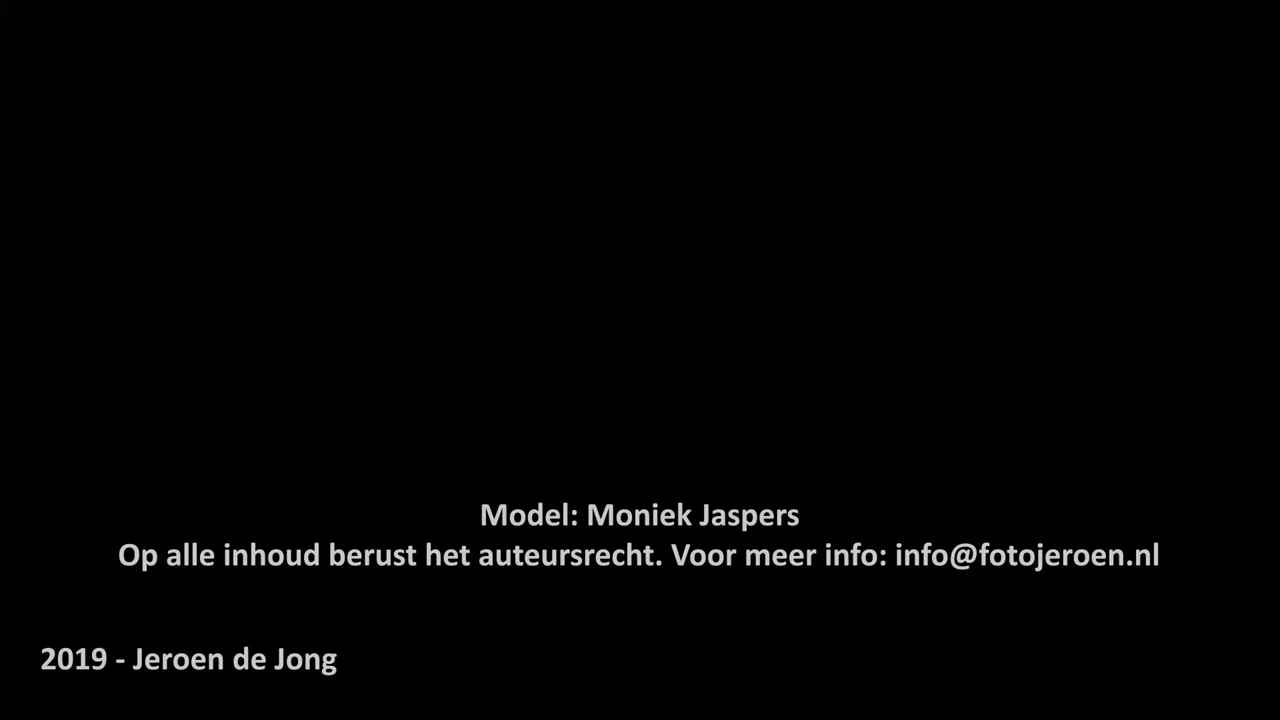 Model: Moniek Jaspers
Op alle inhoud berust het auteursrecht. Voor meer info: info@fotojeroen.nl
2019 - Jeroen de Jong